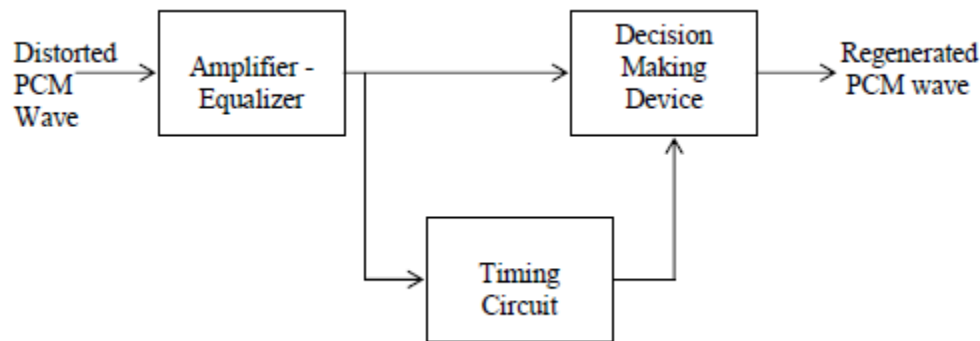 Distorted
PCM
Wave
Amplifier -
Equalizer
Decision
Making
Device
Regenerated
PCM wave
Timing
Circuit